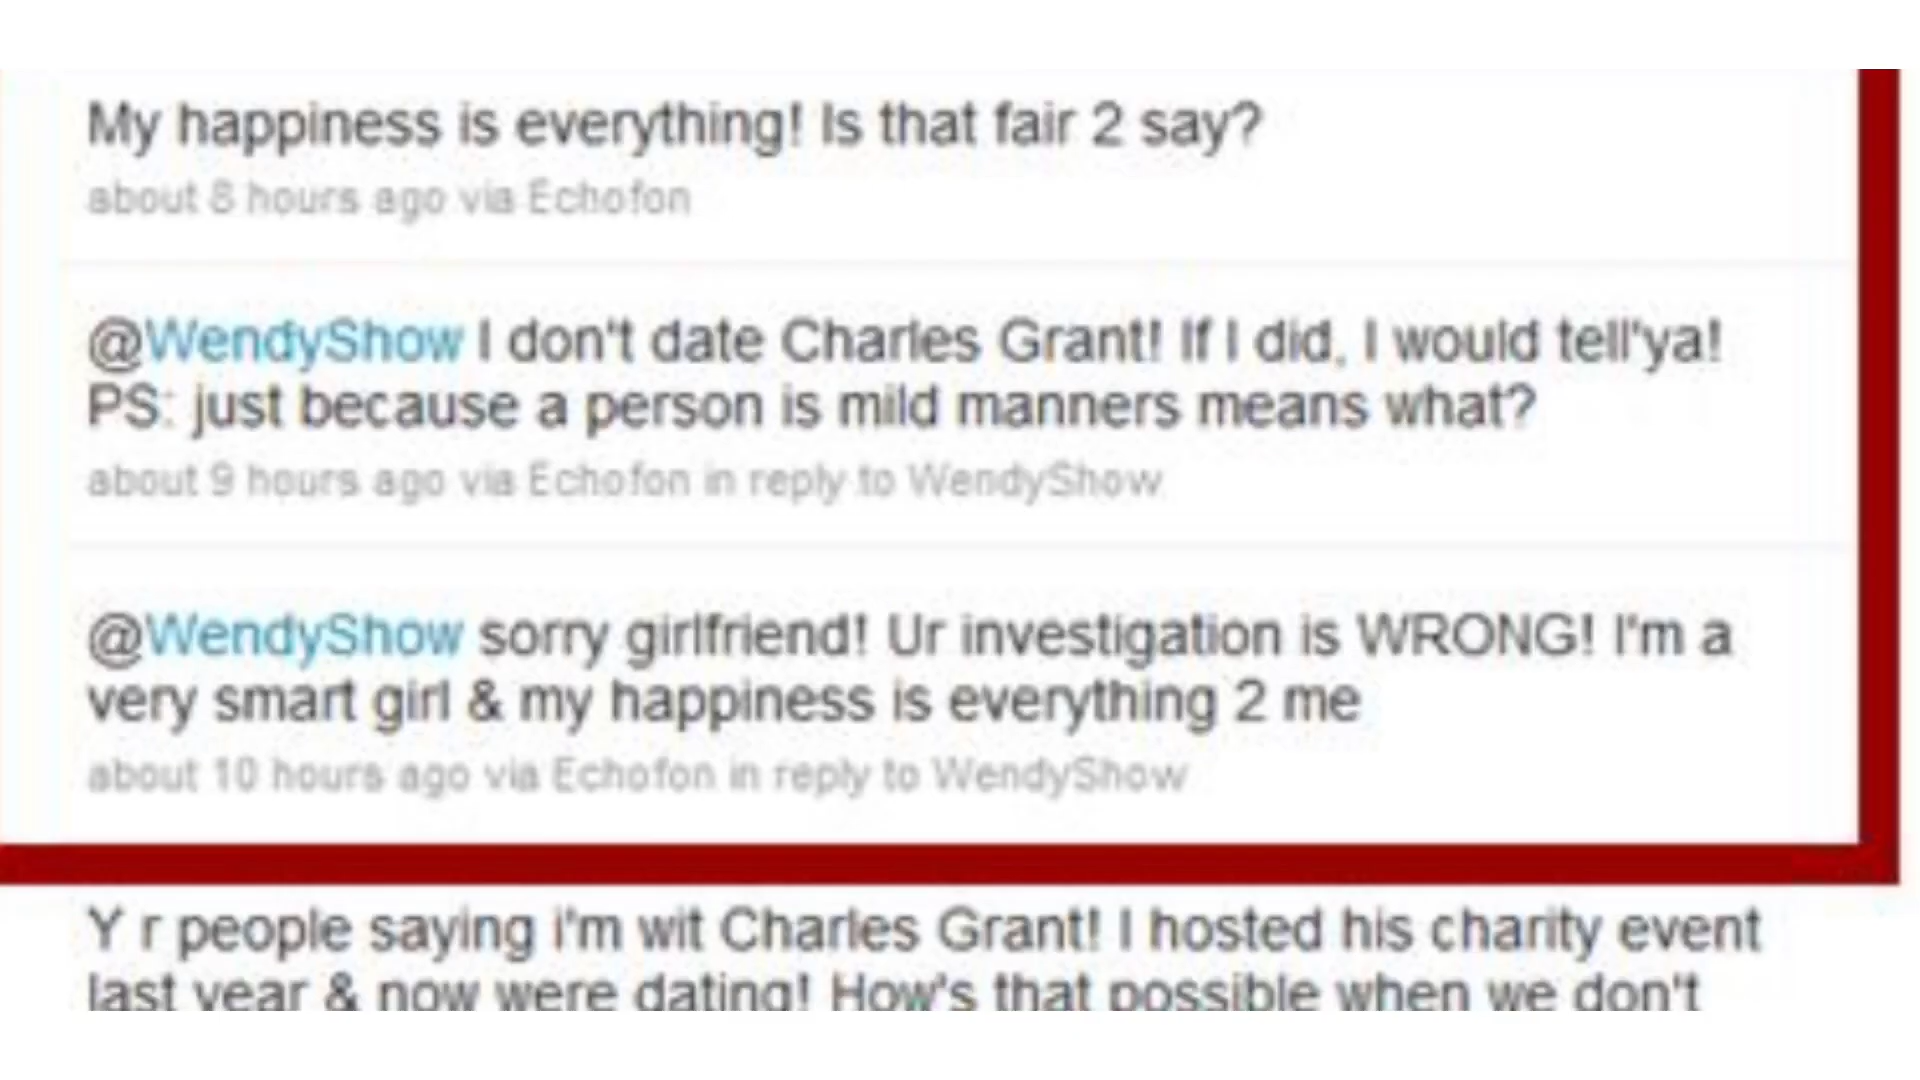 My happiness is everything! Is that fair 2 say?
about 8 hours ago via Echofon
@WendyShow I don't date Charles Grant! If I did, I would tell'ya!
PS: just because a person is mild manners means what?
about 9 hours ago via Echofon in reply to WendyShow
@WendyShow sorry girlfriend! Ur investigation is WRONG! I'm a
very smart girl & my happiness is everything 2 me
about 10 hours ago via Echofon in reply to WendyShow
Y r people saying i'm wit Charles Grant! I hosted his charity event
last year & now were dating! How's that possible when we don't